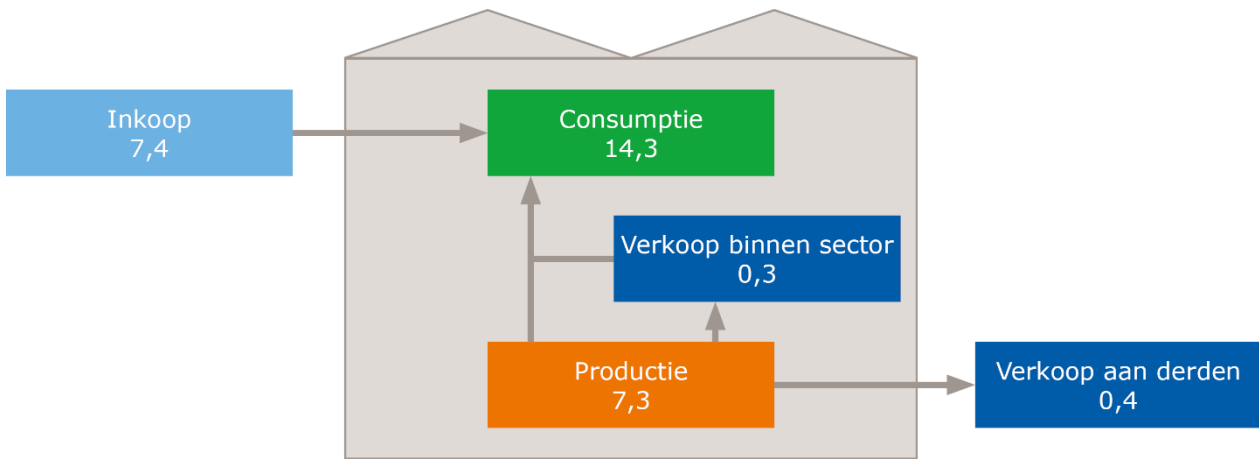 Inkoop
7,4
Consumptie
14,3
Verkoop binnen sector
0,3
Productie
7,3
Verkoop aan derden
0,4